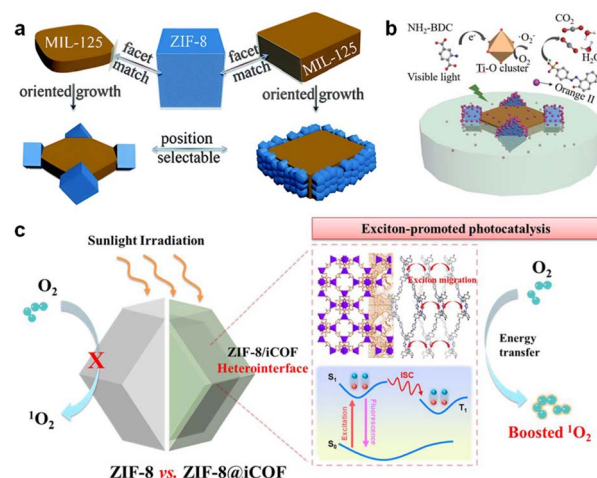 a
MIL-125
facet
match
ZIF-8
facet
match
MIL-125
oriented growth
oriented growth
position
selectable
b
NH₂-BDC
e⁻
·O₂⁻
O₂
CO₂
H₂O
Visible light
Ti-O cluster
Orange II
c
Sunlight Irradiation
O₂
X
¹O₂
ZIF-8/iCOF
Heterointerface
ZIF-8 vs. ZIF-8@iCOF
Exciton-promoted photocatalysis
Exciton migration
S₁
ISC
T₁
Excitation
Fluorescence
S₀
O₂
Energy
transfer
Boosted ¹O₂